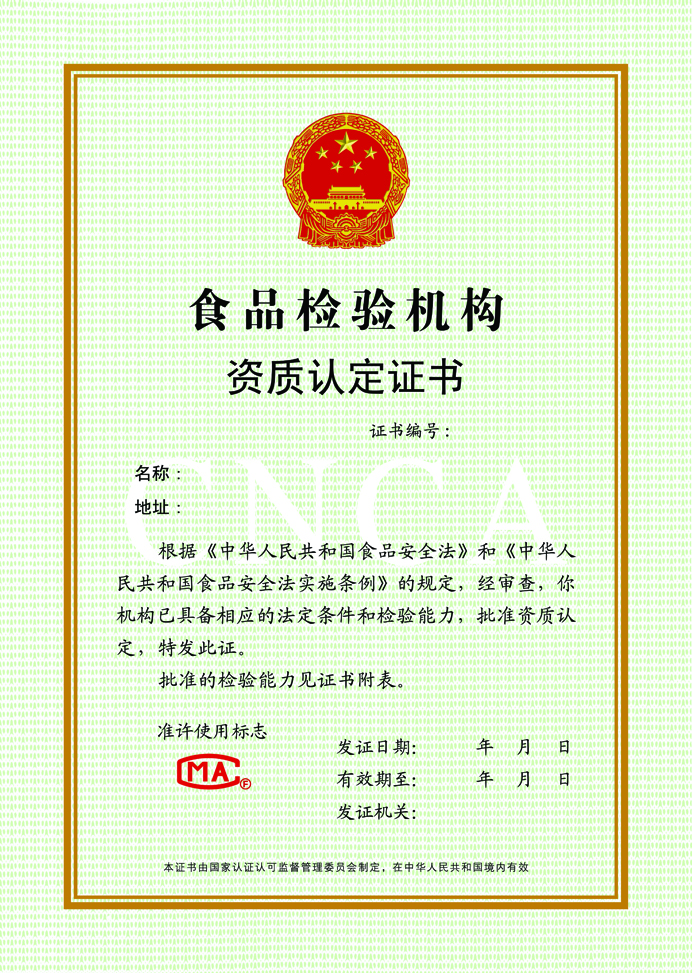 食品检验机构
资质认定证书
证书编号：
CNCA
名称：
地址：
根据《中华人民共和国食品安全法》和《中华人
民共和国食品安全法实施条例》的规定，经审查，你
机构已具备相应的法定条件和检验能力，批准资质认
定，特发此证。
批准的检验能力见证书附表。
准许使用标志
CMA F
发证日期： 年 月 日
有效期至： 年 月 日
发证机关：
本证书由国家认证认可监督管理委员会制定，在中华人民共和国境内有效